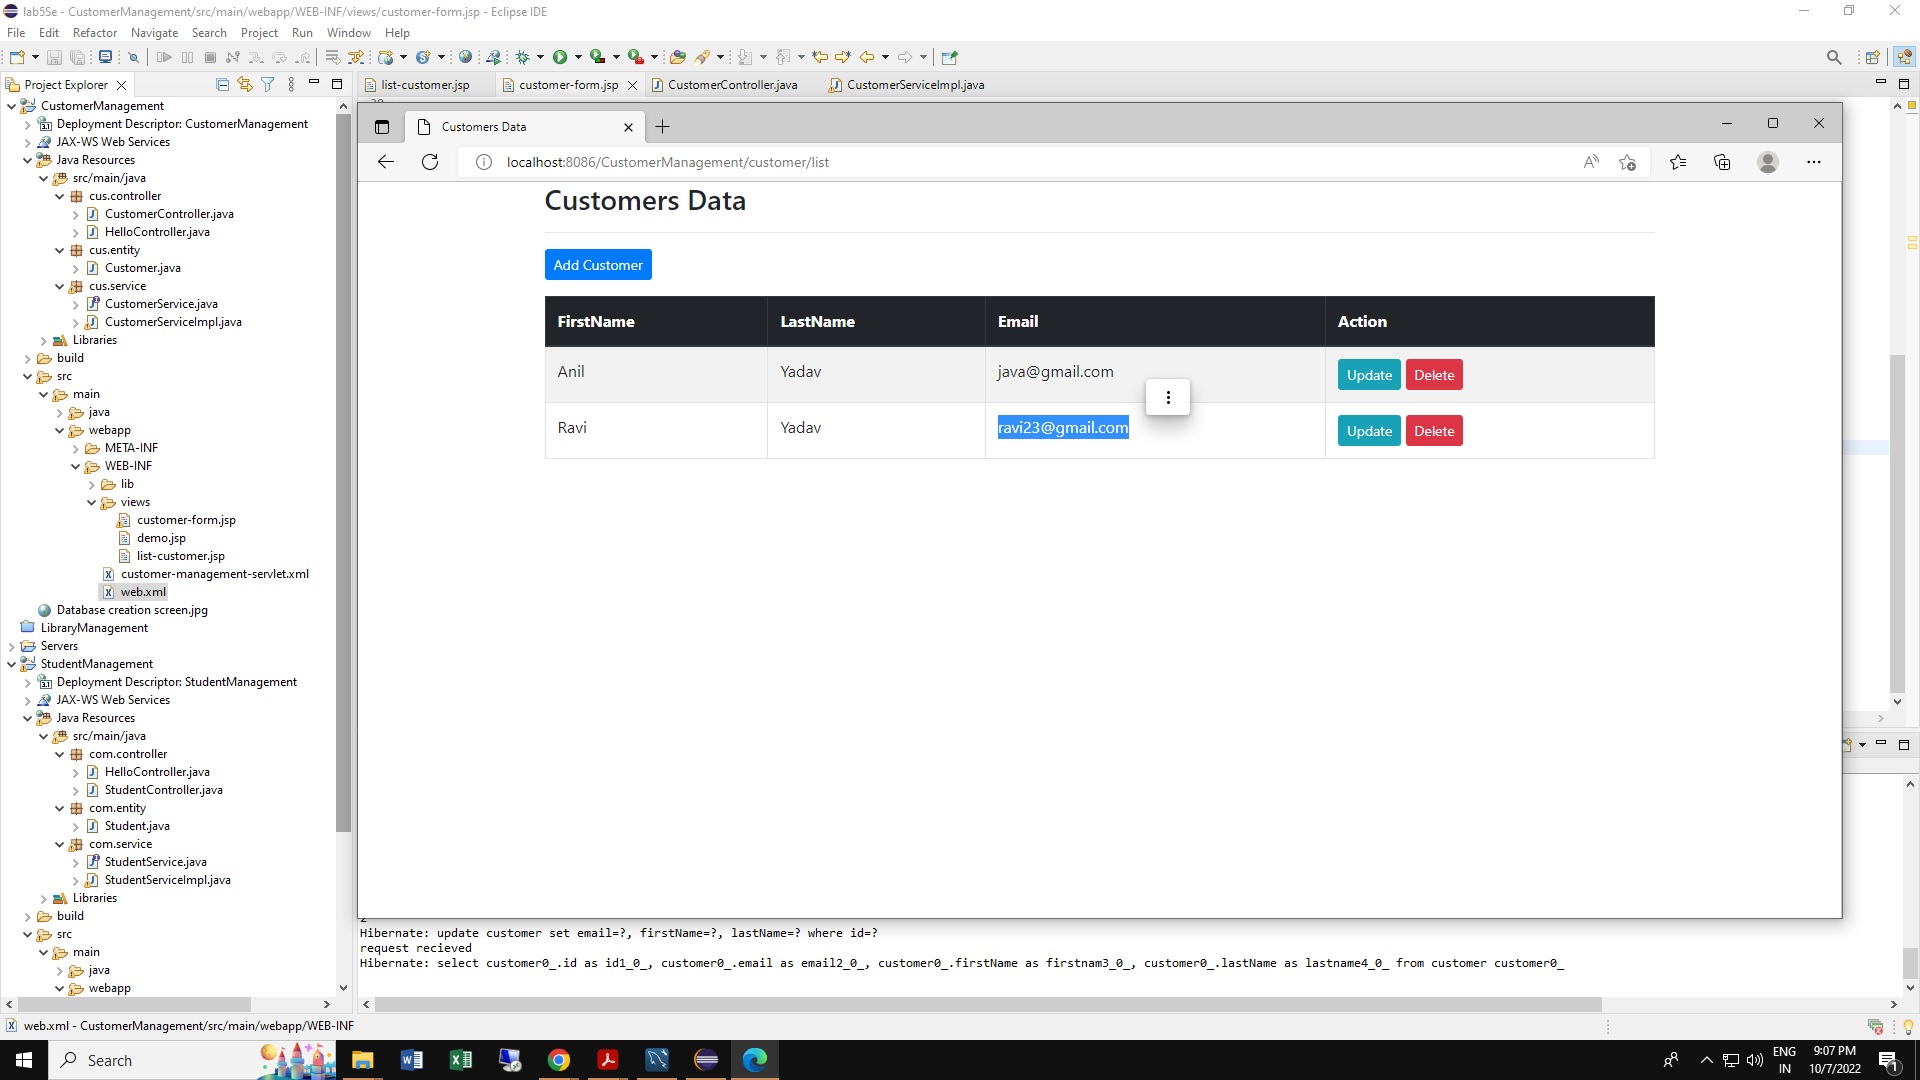 lab5Se - CustomerManagement/src/main/webapp/WEB-INF/views/customer-form.jsp - Eclipse IDE
File Edit Refactor Navigate Search Project Run Window Help
Project Explorer
list-customer.jsp customer-form.jsp CustomerController.java CustomerServiceImpl.java
CustomerManagement
Deployment Descriptor: CustomerManagement
JAX-WS Web Services
Java Resources
src/main/java
cus.controller
CustomerController.java
HelloController.java
cus.entity
Customer.java
cus.service
CustomerService.java
CustomerServiceImpl.java
Libraries
build
src
main
java
webapp
META-INF
WEB-INF
lib
views
customer-form.jsp
demo.jsp
list-customer.jsp
customer-management-servlet.xml
web.xml
Database creation screen.jpg
LibraryManagement
Servers
StudentManagement
Deployment Descriptor: StudentManagement
JAX-WS Web Services
Java Resources
src/main/java
com.controller
HelloController.java
StudentController.java
com.entity
Student.java
com.service
StudentService.java
StudentServiceImpl.java
Libraries
build
src
main
java
webapp
Customers Data
localhost:8086/CustomerManagement/customer/list
Customers Data
Add Customer
FirstName LastName Email Action
Anil Yadav java@gmail.com Update Delete
Ravi Yadav ravi23@gmail.com Update Delete
Hibernate: update customer set email=?, firstName=?, lastName=? where id=?
request recieved
Hibernate: select customer0_.id as id1_0_, customer0_.email as email2_0_, customer0_.firstName as firstnam3_0_, customer0_.lastName as lastname4_0_ from customer customer0_
web.xml - CustomerManagement/src/main/webapp/WEB-INF
Search
ENG
IN
9:07 PM
10/7/2022
1